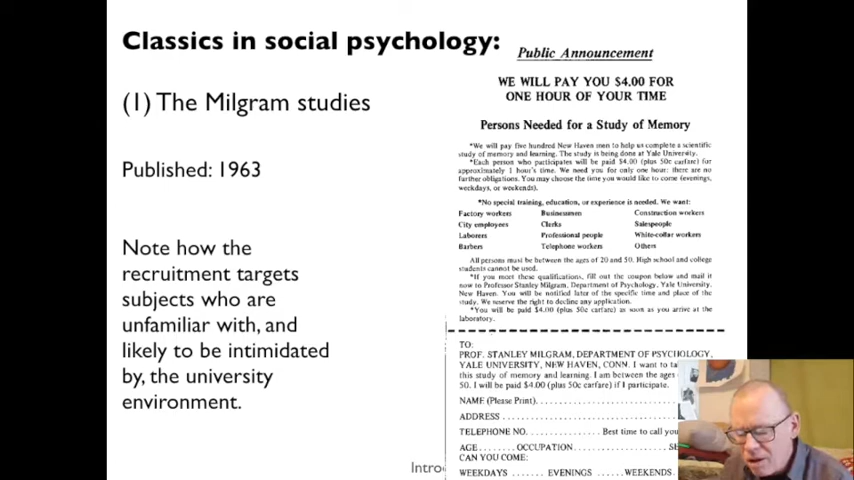 Classics in social psychology:
(1) The Milgram studies
Published: 1963
Note how the
recruitment targets
subjects who are
unfamiliar with, and
likely to be intimidated
by, the university
environment.
Public Announcement
WE WILL PAY YOU $4.00 FOR
ONE HOUR OF YOUR TIME
Persons Needed for a Study of Memory
*We will pay five hundred New Haven men to help us complete a scientific
study of memory and learning. The study is being done at Yale University.
*Each person who participates will be paid $4.00 (plus 50c carfare) for
approximately 1 hour's time. We need you for only one hour: there are no
further obligations. You may choose the time you would like to come (evenings,
weekdays, or weekends).
*No special training, education, or experience is needed. We want:
Factory workers Businessmen Construction workers
City employees Clerks Salespeople
Laborers Professional people White-collar workers
Barbers Telephone workers Others
All persons must be between the ages of 20 and 50. High school and college
students cannot be used.
*If you meet these qualifications, fill out the coupon below and mail it
now to Professor Stanley Milgram, Department of Psychology, Yale University,
New Haven. You will be notified later of the specific time and place of the
study. We reserve the right to decline any application.
*You will be paid $4.00 (plus 50c carfare) as soon as you arrive at the
laboratory.
TO:
PROF. STANLEY MILGRAM, DEPARTMENT OF PSYCHOLOGY,
YALE UNIVERSITY, NEW HAVEN, CONN. I want to ta
this study of memory and learning. I am between the ages
50. I will be paid $4.00 (plus 50c carfare) if I participate.
NAME (Please Print)
ADDRESS
TELEPHONE NO. Best time to call you
AGE OCCUPATION SE
CAN YOU COME:
WEEKDAYS EVENINGS WEEKENDS
Introd